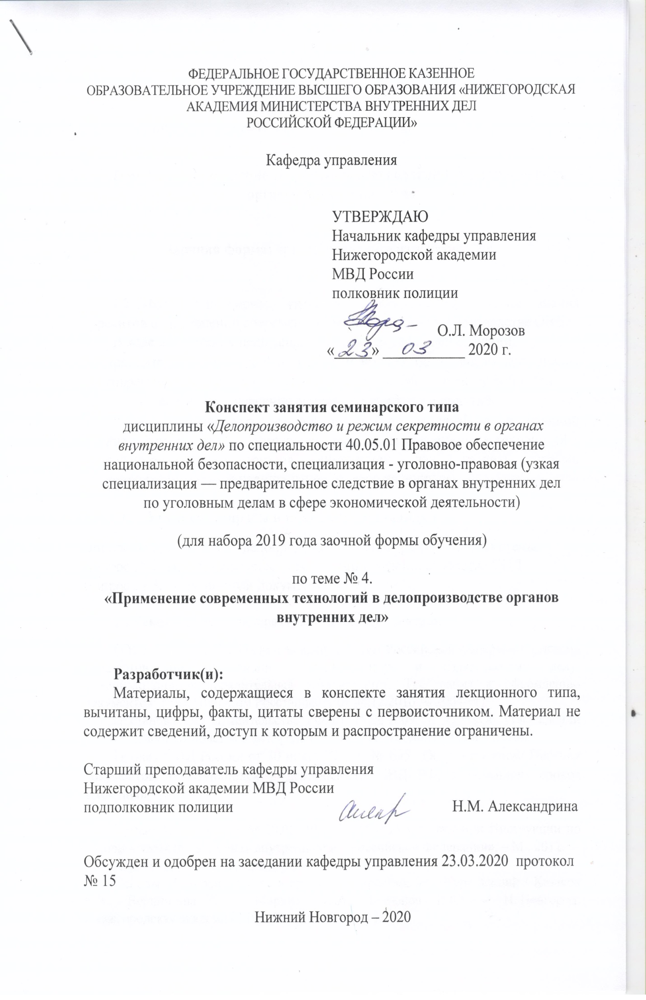 ФЕДЕРАЛЬНОЕ ГОСУДАРСТВЕННОЕ КАЗЕННОЕ
ОБРАЗОВАТЕЛЬНОЕ УЧРЕЖДЕНИЕ ВЫСШЕГО ОБРАЗОВАНИЯ «НИЖЕГОРОДСКАЯ
АКАДЕМИЯ МИНИСТЕРСТВА ВНУТРЕННИХ ДЕЛ
РОССИЙСКОЙ ФЕДЕРАЦИИ»
Кафедра управления
УТВЕРЖДАЮ
Начальник кафедры управления
Нижегородской академии
МВД России
полковник полиции
О.Л. Морозов
«23» 03 2020 г.
Конспект занятия семинарского типа
дисциплины «Делопроизводство и режим секретности в органах
внутренних дел» по специальности 40.05.01 Правовое обеспечение
национальной безопасности, специализация - уголовно-правовая (узкая
специализация — предварительное следствие в органах внутренних дел
по уголовным делам в сфере экономической деятельности)
(для набора 2019 года заочной формы обучения)
по теме № 4.
«Применение современных технологий в делопроизводстве органов
внутренних дел»
Разработчик(и):
Материалы, содержащиеся в конспекте занятия лекционного типа,
вычитаны, цифры, факты, цитаты сверены с первоисточником. Материал не
содержит сведений, доступ к которым и распространение ограничены.
Старший преподаватель кафедры управления
Нижегородской академии МВД России
подполковник полиции Н.М. Александрина
Обсужден и одобрен на заседании кафедры управления 23.03.2020 протокол
№ 15
Нижний Новгород – 2020